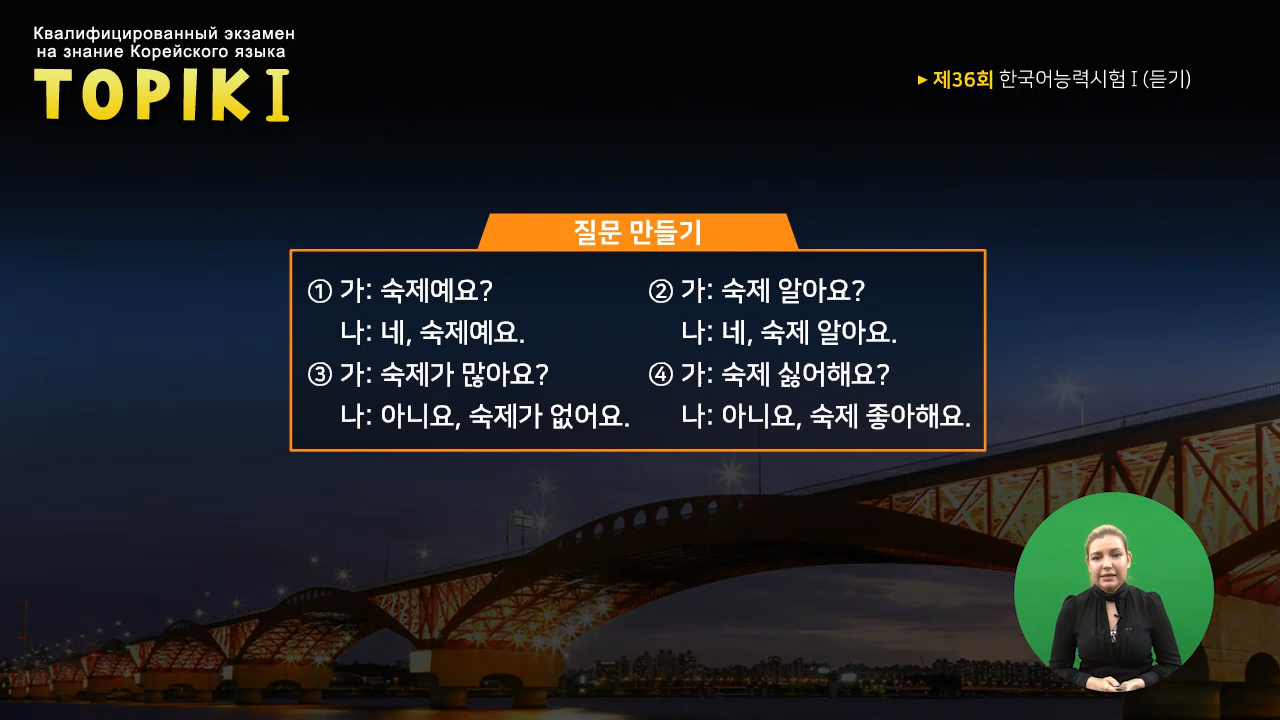 Квалифицированный экзамен
на знание Корейского языка
TOPIK I
▸ 제36회 한국어능력시험 I (듣기)
질문 만들기
① 가: 숙제예요?
나: 네, 숙제예요.
② 가: 숙제 알아요?
나: 네, 숙제 알아요.
③ 가: 숙제가 많아요?
나: 아니요, 숙제가 없어요.
④ 가: 숙제 싫어해요?
나: 아니요, 숙제 좋아해요.